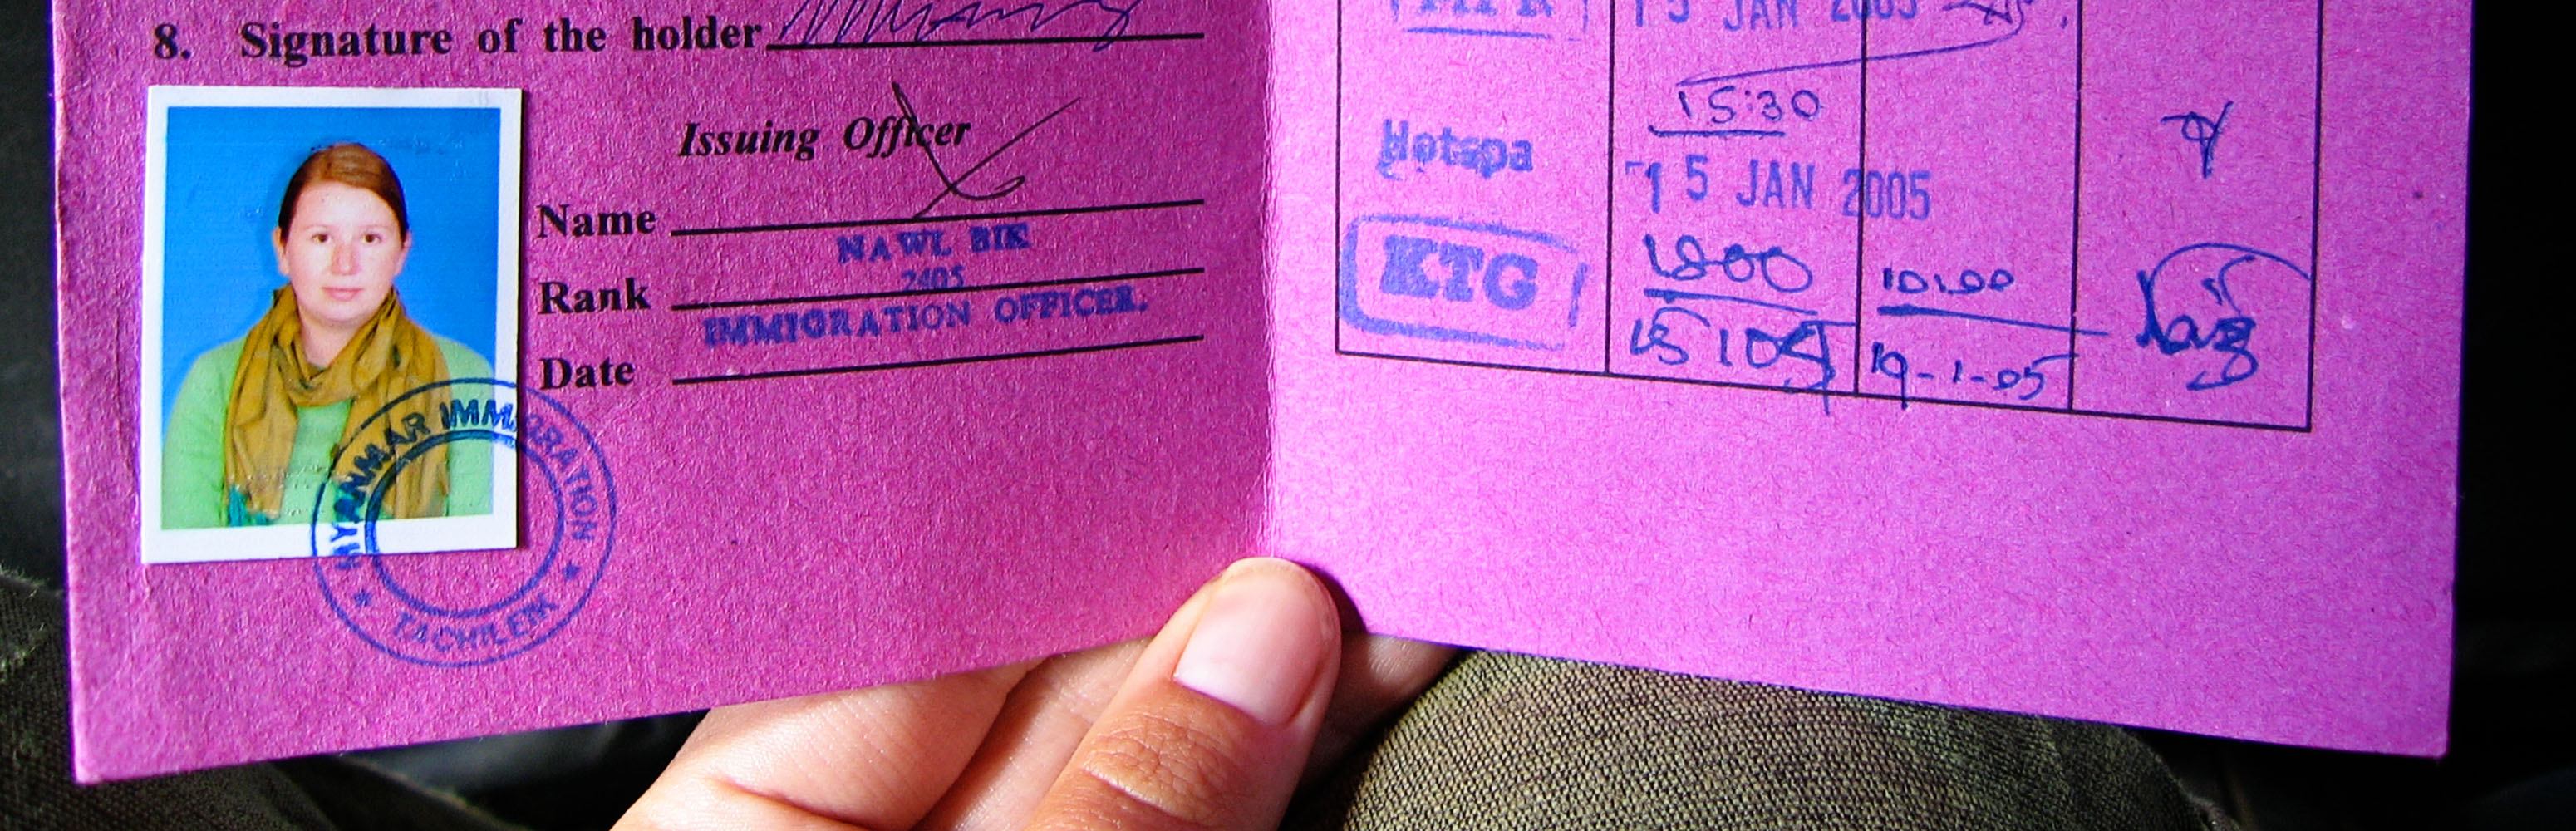 8. Signature of the holder
Issuing Officer
Name
NAWL BIK
2405
Rank
IMMIGRATION OFFICER.
Date
MYANMAR IMMIGRATION
★ TACHILEIK ★
15 JAN 2005
15:30
Hotspa
15 JAN 2005
KTG
1800
10:00
19-1-05